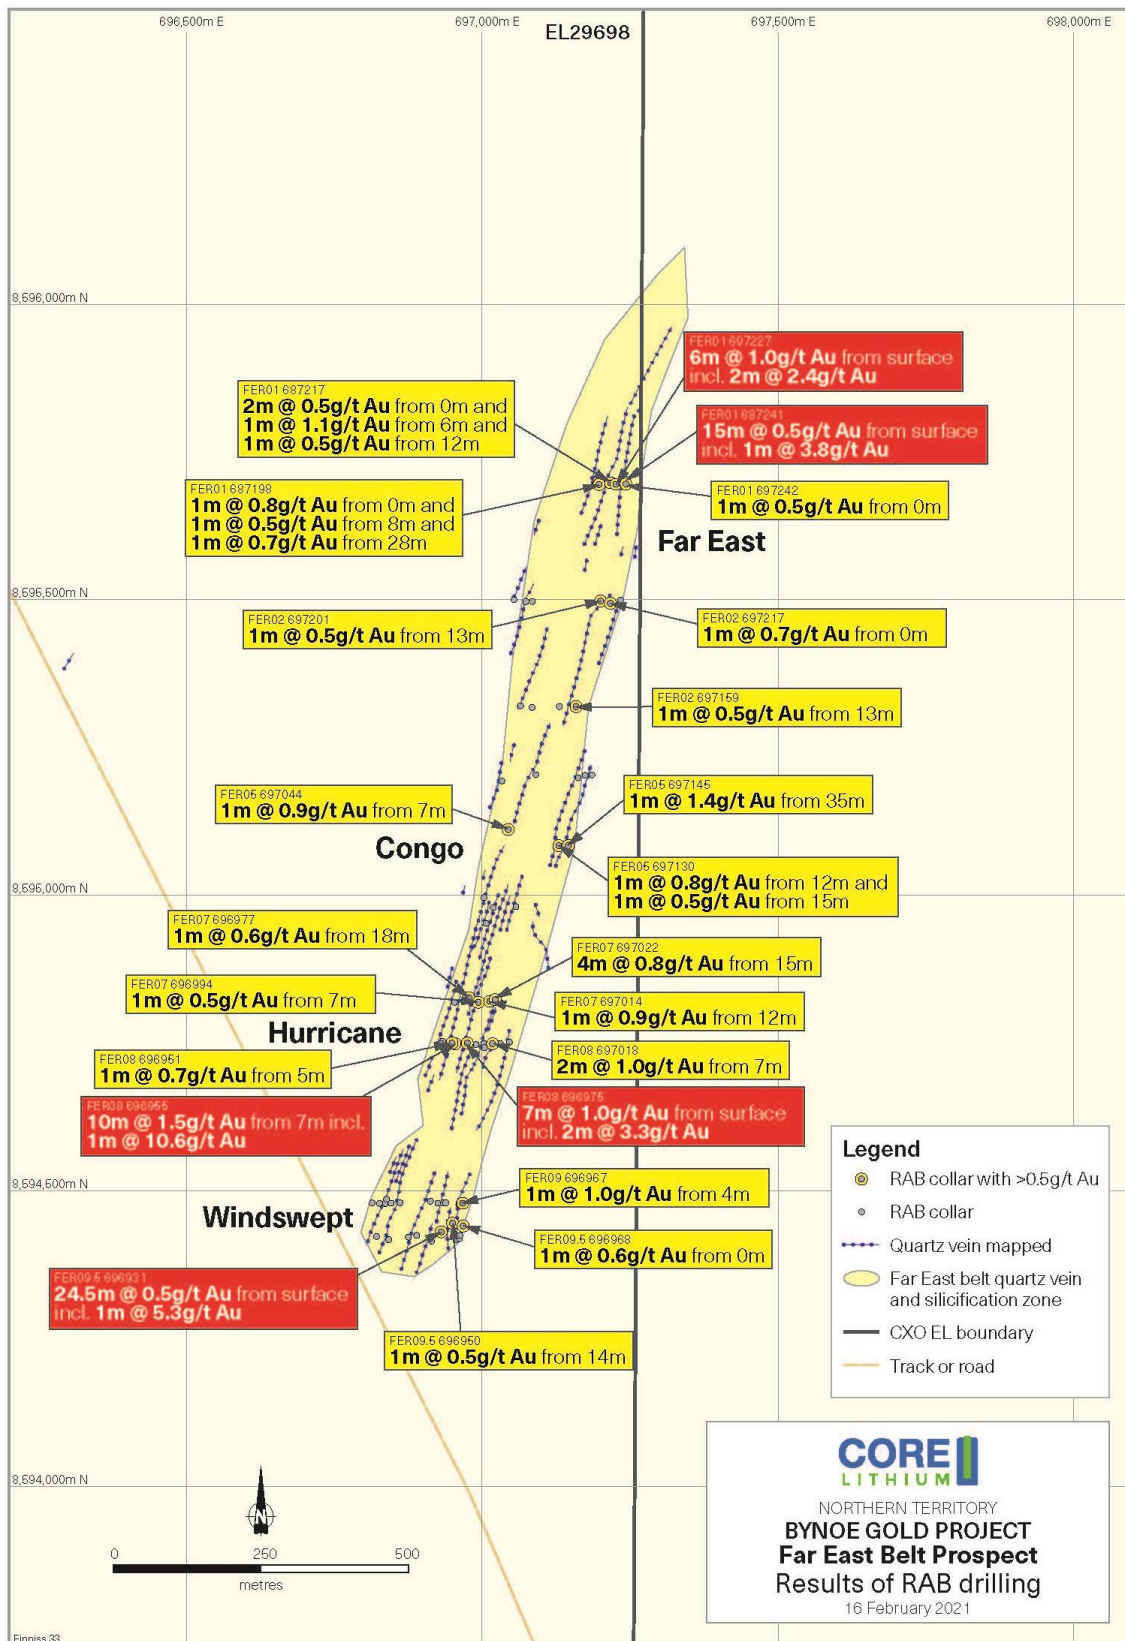 696,500m E
697,000m E
697,500m E
698,000m E
EL29698
8,596,000m N
FER01 697227
6m @ 1.0g/t Au from surface
incl. 2m @ 2.4g/t Au
FER01 687217
2m @ 0.5g/t Au from 0m and
1m @ 1.1g/t Au from 6m and
1m @ 0.5g/t Au from 12m
FER01 687241
15m @ 0.5g/t Au from surface
incl. 1m @ 3.8g/t Au
FER01 687198
1m @ 0.8g/t Au from 0m and
1m @ 0.5g/t Au from 8m and
1m @ 0.7g/t Au from 28m
FER01 697242
1m @ 0.5g/t Au from 0m
Far East
8,595,500m N
FER02 697201
1m @ 0.5g/t Au from 13m
FER02 697217
1m @ 0.7g/t Au from 0m
FER02 697159
1m @ 0.5g/t Au from 13m
FER05 697044
1m @ 0.9g/t Au from 7m
FER05 697145
1m @ 1.4g/t Au from 35m
Congo
FER05 697130
1m @ 0.8g/t Au from 12m and
1m @ 0.5g/t Au from 15m
8,595,000m N
FER07 696977
1m @ 0.6g/t Au from 18m
FER07 697022
4m @ 0.8g/t Au from 15m
FER07 696994
1m @ 0.5g/t Au from 7m
FER07 697014
1m @ 0.9g/t Au from 12m
Hurricane
FER08 696951
1m @ 0.7g/t Au from 5m
FER08 697018
2m @ 1.0g/t Au from 7m
FER08 696955
10m @ 1.5g/t Au from 7m incl.
1m @ 10.6g/t Au
FER08 696975
7m @ 1.0g/t Au from surface
incl. 2m @ 3.3g/t Au
8,594,500m N
FER09 696967
1m @ 1.0g/t Au from 4m
Windswept
FER09.5 696968
1m @ 0.6g/t Au from 0m
FER09.5 696931
24.5m @ 0.5g/t Au from surface
incl. 1m @ 5.3g/t Au
FER09.5 696950
1m @ 0.5g/t Au from 14m
Legend
RAB collar with >0.5g/t Au
RAB collar
Quartz vein mapped
Far East belt quartz vein
and silicification zone
CXO EL boundary
Track or road
8,594,000m N
N
0 250 500
metres
CORE
LITHIUM
NORTHERN TERRITORY
BYNOE GOLD PROJECT
Far East Belt Prospect
Results of RAB drilling
16 February 2021
Finniss 33